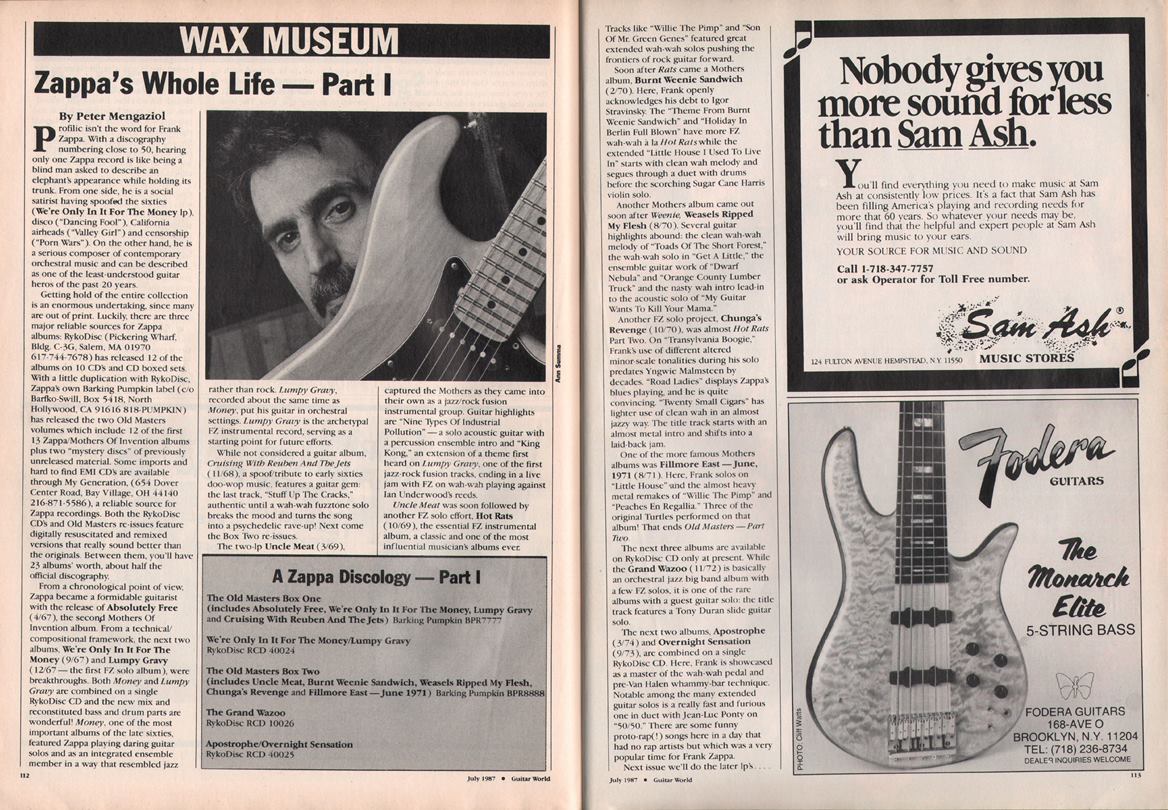 WAX MUSEUM
Zappa's Whole Life — Part I
By Peter Mengaziol
Prolific isn't the word for Frank
Zappa. With a discography
numbering close to 50, hearing
only one Zappa record is like being a
blind man asked to describe an
elephant's appearance while holding its
trunk. From one side, he is a social
satirist having spoofed the sixties
(We're Only In It For The Money lp),
disco ("Dancing Fool"), California
airheads ("Valley Girl") and censorship
("Porn Wars"). On the other hand, he is
a serious composer of contemporary
orchestral music and can be described
as one of the least-understood guitar
heros of the past 20 years.
Getting hold of the entire collection
is an enormous undertaking, since many
are out of print. Luckily, there are three
major reliable sources for Zappa
albums: RykoDisc (Pickering Wharf,
Bldg. C-3G, Salem, MA 01970
617-744-7678) has released 12 of the
albums on 10 CD's and CD boxed sets.
With a little duplication with RykoDisc,
Zappa's own Barking Pumpkin label (c/o
Barfko-Swill, Box 5418, North
Hollywood, CA 91616 818-PUMPKIN)
has released the two Old Masters
volumes which include 12 of the first
13 Zappa/Mothers Of Invention albums
plus two "mystery discs" of previously
unreleased material. Some imports and
hard to find EMI CD's are available
through My Generation, (654 Dover
Center Road, Bay Village, OH 44140
216-871-5586), a reliable source for
Zappa recordings. Both the RykoDisc
CD's and Old Masters re-issues feature
digitally resuscitated and remixed
versions that really sound better than
the originals. Between them, you'll have
23 albums' worth, about half the
official discography.
From a chronological point of view,
Zappa became a formidable guitarist
with the release of Absolutely Free
(4/67), the second Mothers Of
Invention album. From a technical/
compositional framework, the next two
albums, We're Only In It For The
Money (9/67) and Lumpy Gravy
(12/67 — the first FZ solo album), were
breakthroughs. Both Money and Lumpy
Gravy are combined on a single
RykoDisc CD and the new mix and
reconstituted bass and drum parts are
wonderful! Money, one of the most
important albums of the late sixties,
featured Zappa playing daring guitar
solos and as an integrated ensemble
member in a way that resembled jazz
Ann Summa
rather than rock. Lumpy Gravy,
recorded about the same time as
Money, put his guitar in orchestral
settings. Lumpy Gravy is the archetypal
FZ instrumental record, serving as a
starting point for future efforts.
While not considered a guitar album,
Cruising With Reuben And The Jets
(11/68), a spoof/tribute to early sixties
doo-wop music, features a guitar gem:
the last track, "Stuff Up The Cracks,"
authentic until a wah-wah fuzztone solo
breaks the mood and turns the song
into a psychedelic rave-up! Next come
the Box Two re-issues.
The two-lp Uncle Meat (3/69),
captured the Mothers as they came into
their own as a jazz/rock fusion
instrumental group. Guitar highlights
are "Nine Types Of Industrial
Pollution" — a solo acoustic guitar with
a percussion ensemble intro and "King
Kong," an extension of a theme first
heard on Lumpy Gravy, one of the first
jazz-rock fusion tracks, ending in a live
jam with FZ on wah-wah playing against
Ian Underwood's reeds.
Uncle Meat was soon followed by
another FZ solo effort, Hot Rats
(10/69), the essential FZ instrumental
album, a classic and one of the most
influential musician's albums ever.
A Zappa Discology — Part I
The Old Masters Box One
(includes Absolutely Free, We're Only In It For The Money, Lumpy Gravy
and Cruising With Reuben And The Jets) Barking Pumpkin BPR7777
We're Only In It For The Money/Lumpy Gravy
RykoDisc RCD 40024
The Old Masters Box Two
(includes Uncle Meat, Burnt Weenie Sandwich, Weasels Ripped My Flesh,
Chunga's Revenge and Fillmore East — June 1971) Barking Pumpkin BPR8888
The Grand Wazoo
RykoDisc RCD 10026
Apostrophe/Overnight Sensation
RykoDisc RCD 40025
112
July 1987 • Guitar World
Tracks like "Willie The Pimp" and "Son
Of Mr. Green Genes" featured great
extended wah-wah solos pushing the
frontiers of rock guitar forward.
Soon after Rats came a Mothers
album, Burnt Weenie Sandwich
(2/70). Here, Frank openly
acknowledges his debt to Igor
Stravinsky. The "Theme From Burnt
Weenie Sandwich" and "Holiday In
Berlin Full Blown" have more FZ
wah-wah à la Hot Rats while the
extended "Little House I Used To Live
In" starts with clean wah melody and
segues through a duet with drums
before the scorching Sugar Cane Harris
violin solo.
Another Mothers album came out
soon after Weenie, Weasels Ripped
My Flesh (8/70). Several guitar
highlights abound: the clean wah-wah
melody of "Toads Of The Short Forest,"
the wah-wah solo in "Get A Little," the
ensemble guitar work of "Dwarf
Nebula" and "Orange County Lumber
Truck" and the nasty wah intro lead-in
to the acoustic solo of "My Guitar
Wants To Kill Your Mama."
Another FZ solo project, Chunga's
Revenge (10/70), was almost Hot Rats
Part Two. On "Transylvania Boogie,"
Frank's use of different altered
minor-scale tonalities during his solo
predates Yngwie Malmsteen by
decades. "Road Ladies" displays Zappa's
blues playing, and he is quite
convincing. "Twenty Small Cigars" has
lighter use of clean wah in an almost
jazzy way. The title track starts with an
almost metal intro and shifts into a
laid-back jam.
One of the more famous Mothers
albums was Fillmore East — June,
1971 (8/71). Here, Frank solos on
"Little House" and the almost heavy
metal remakes of "Willie The Pimp" and
"Peaches En Regallia." Three of the
original Turtles performed on that
album! That ends Old Masters — Part
Two.
The next three albums are available
on RykoDisc CD only at present. While
the Grand Wazoo (11/72) is basically
an orchestral jazz big band album with
a few FZ solos, it is one of the rare
albums with a guest guitar solo: the title
track features a Tony Duran slide guitar
solo.
The next two albums, Apostrophe
(3/74) and Overnight Sensation
(9/73), are combined on a single
RykoDisc CD. Here, Frank is showcased
as a master of the wah-wah pedal and
pre-Van Halen whammy-bar technique.
Notable among the many extended
guitar solos is a really fast and furious
one in duet with Jean-Luc Ponty on
"50/50." There are some funny
proto-rap(!) songs here in a day that
had no rap artists but which was a very
popular time for Frank Zappa.
Next issue we'll do the later lp's....
July 1987 • Guitar World
Nobody gives you
more sound for less
than Sam Ash.
You'll find everything you need to make music at Sam
Ash at consistently low prices. It's a fact that Sam Ash has
been filling America's playing and recording needs for
more that 60 years. So whatever your needs may be,
you'll find that the helpful and expert people at Sam Ash
will bring music to your ears.
YOUR SOURCE FOR MUSIC AND SOUND
Call 1-718-347-7757
or ask Operator for Toll Free number.
Sam Ash®
MUSIC STORES
124 FULTON AVENUE HEMPSTEAD, N.Y. 11550
Fodera
GUITARS
The
Monarch
Elite
5-STRING BASS
FODERA GUITARS
168-AVE O
BROOKLYN, N.Y. 11204
TEL: (718) 236-8734
DEALER INQUIRIES WELCOME
PHOTO: Cliff Watts
113